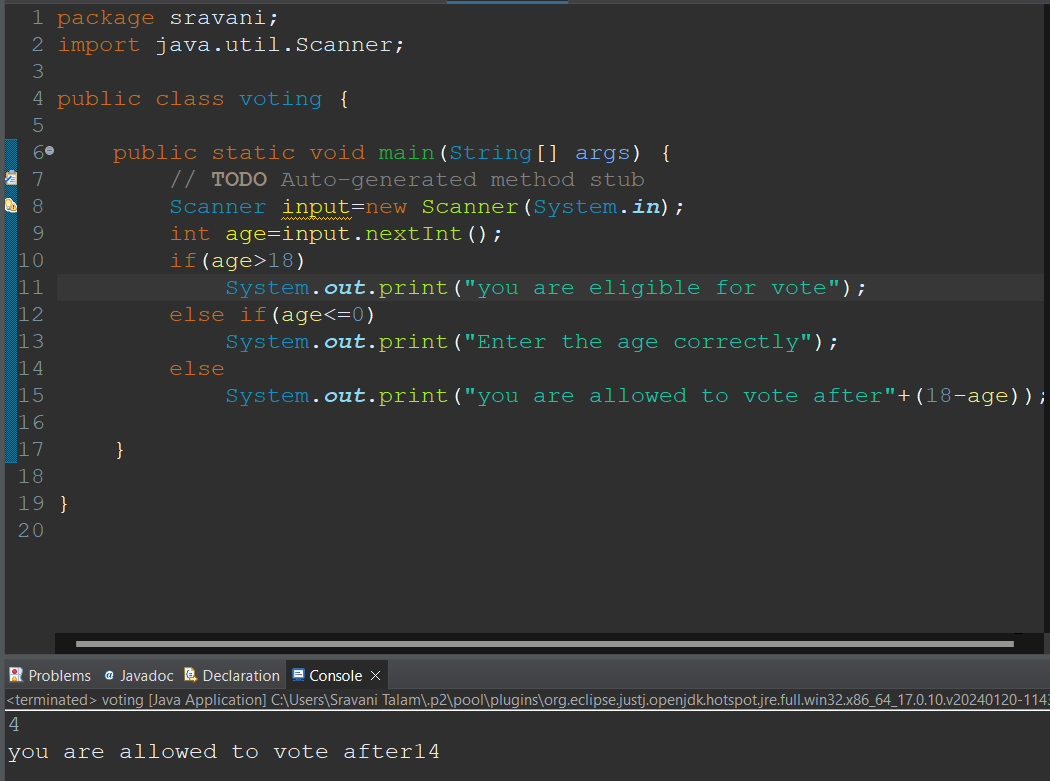 1 package sravani;
2 import java.util.Scanner;
3
4 public class voting {
5
6 public static void main(String[] args) {
7 // TODO Auto-generated method stub
8 Scanner input=new Scanner(System.in);
9 int age=input.nextInt();
10 if(age>18)
11 System.out.print("you are eligible for vote");
12 else if(age<=0)
13 System.out.print("Enter the age correctly");
14 else
15 System.out.print("you are allowed to vote after"+(18-age));
16
17 }
18
19 }
20
Problems @ Javadoc Declaration Console
<terminated> voting [Java Application] C:\Users\Sravani Talam\.p2\pool\plugins\org.eclipse.justj.openjdk.hotspot.jre.full.win32.x86_64_17.0.10.v20240120-1143
4
you are allowed to vote after14